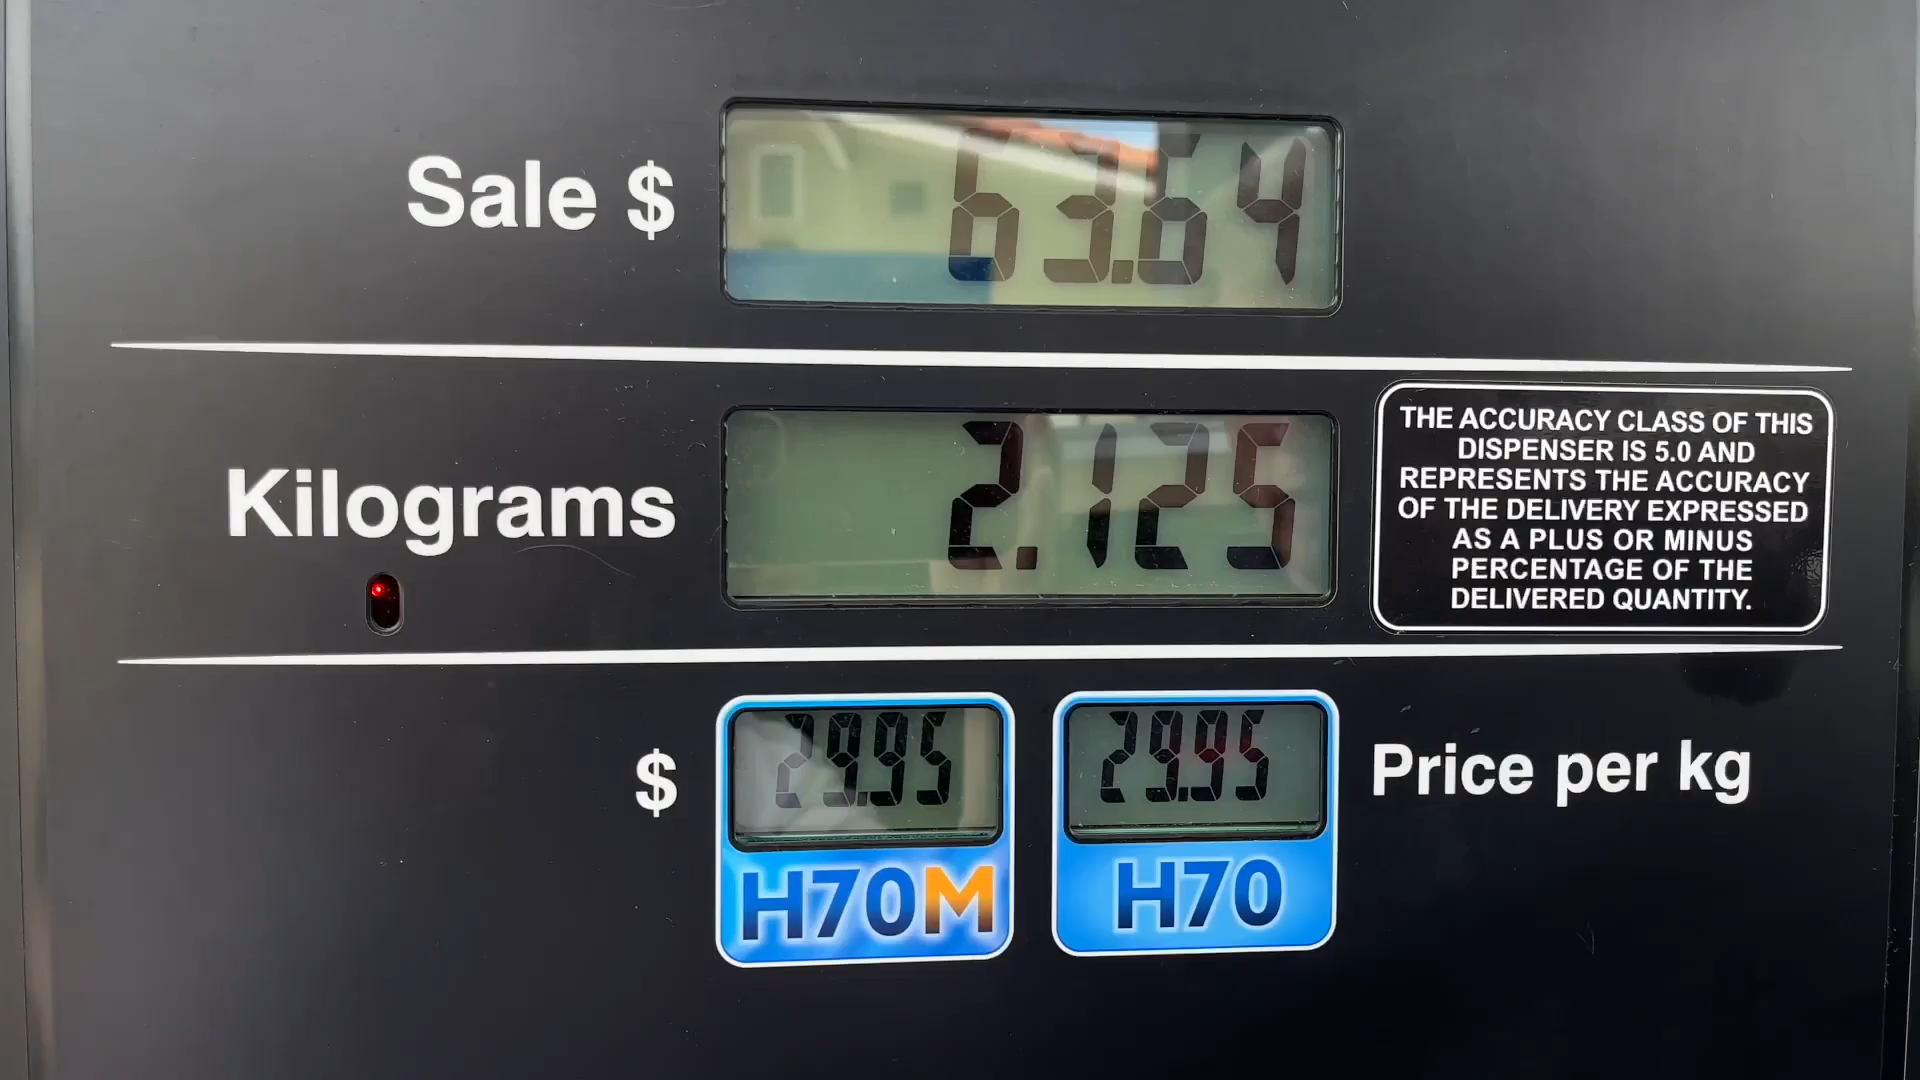 Sale $ 63.64
Kilograms 2.125
THE ACCURACY CLASS OF THIS
DISPENSER IS 5.0 AND
REPRESENTS THE ACCURACY
OF THE DELIVERY EXPRESSED
AS A PLUS OR MINUS
PERCENTAGE OF THE
DELIVERED QUANTITY.
$ 29.95 29.95 Price per kg
H70M H70